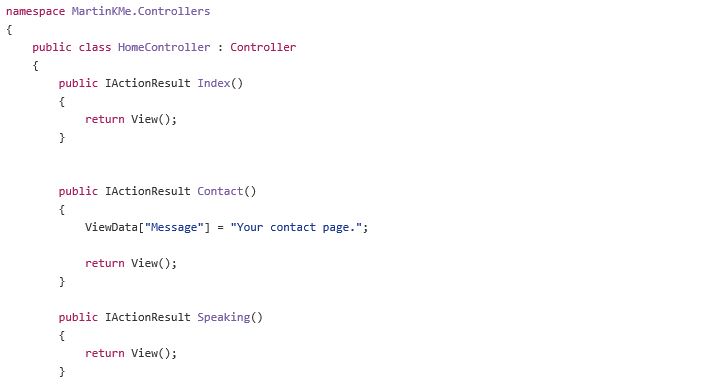 namespace MartinKMe.Controllers
{
    public class HomeController : Controller
    {
        public IActionResult Index()
        {
            return View();
        }


        public IActionResult Contact()
        {
            ViewData["Message"] = "Your contact page.";

            return View();
        }

        public IActionResult Speaking()
        {
            return View();
        }